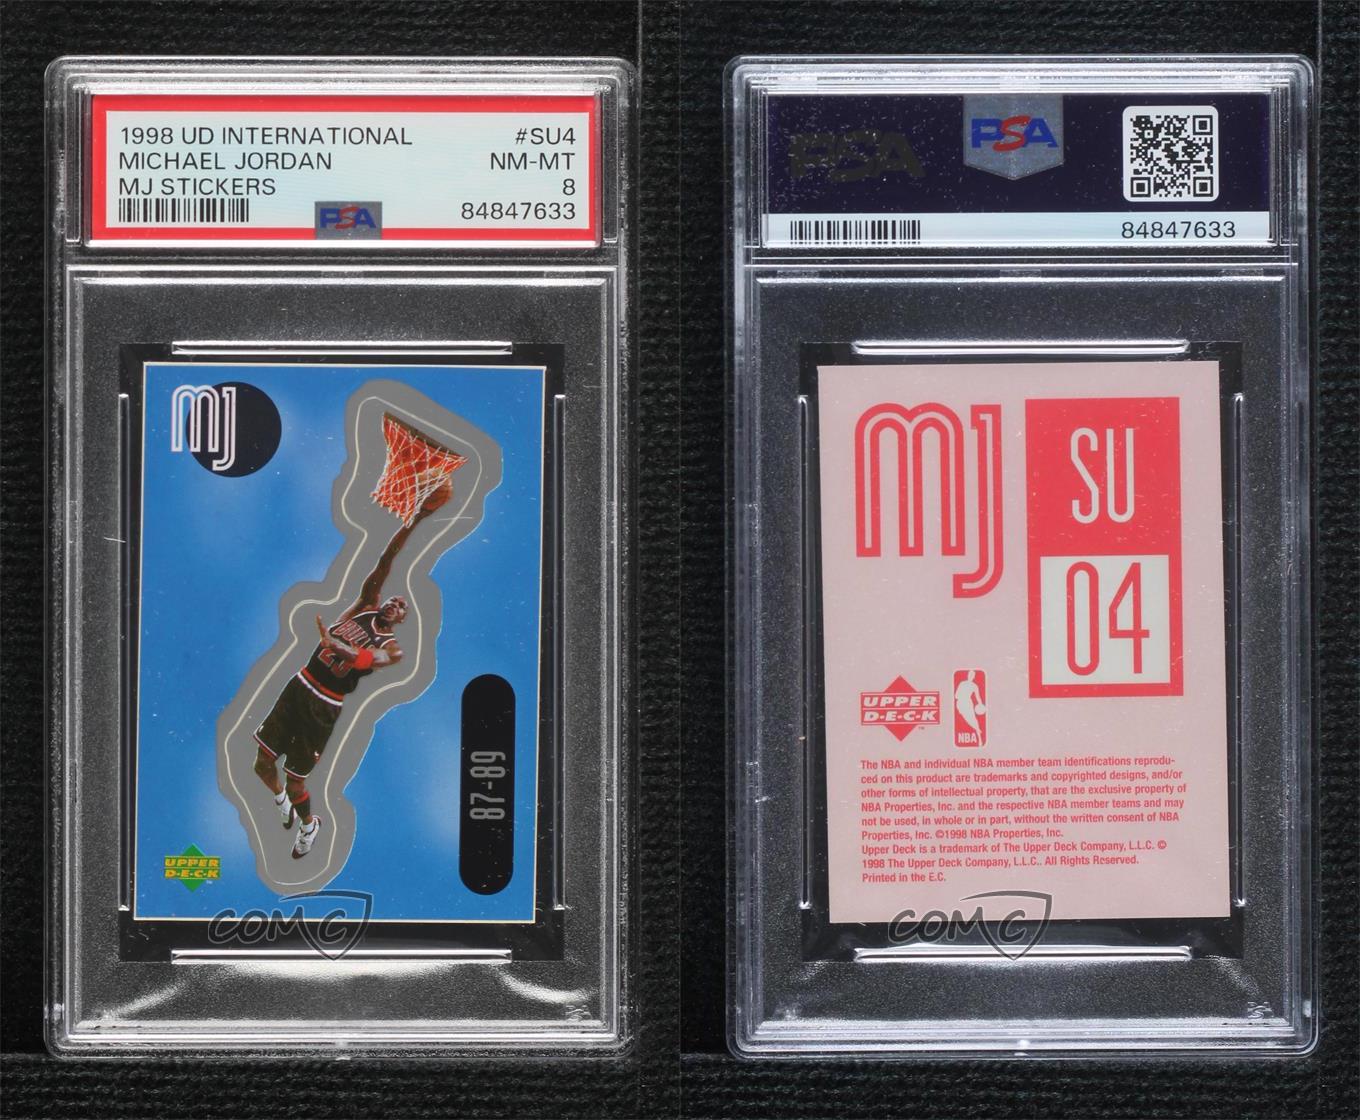 1998 UD INTERNATIONAL #SU4
MICHAEL JORDAN NM-MT
MJ STICKERS 8
PSA 84847633
MJ
BULLS
23
87-89
UPPER
D·E·C·K
™
COMC
PSA
PSA
84847633
MJ
SU
04
UPPER
D·E·C·K
™
NBA
The NBA and individual NBA member team identifications reprodu-
ced on this product are trademarks and copyrighted designs, and/or
other forms of intellectual property, that are the exclusive property of
NBA Properties, Inc. and the respective NBA member teams and may
not be used, in whole or in part, without the written consent of NBA
Properties, Inc. ©1998 NBA Properties, Inc.
Upper Deck is a trademark of The Upper Deck Company, L.L.C. ©
1998 The Upper Deck Company, L.L.C.. All Rights Reserved.
Printed in the E.C.
COMC